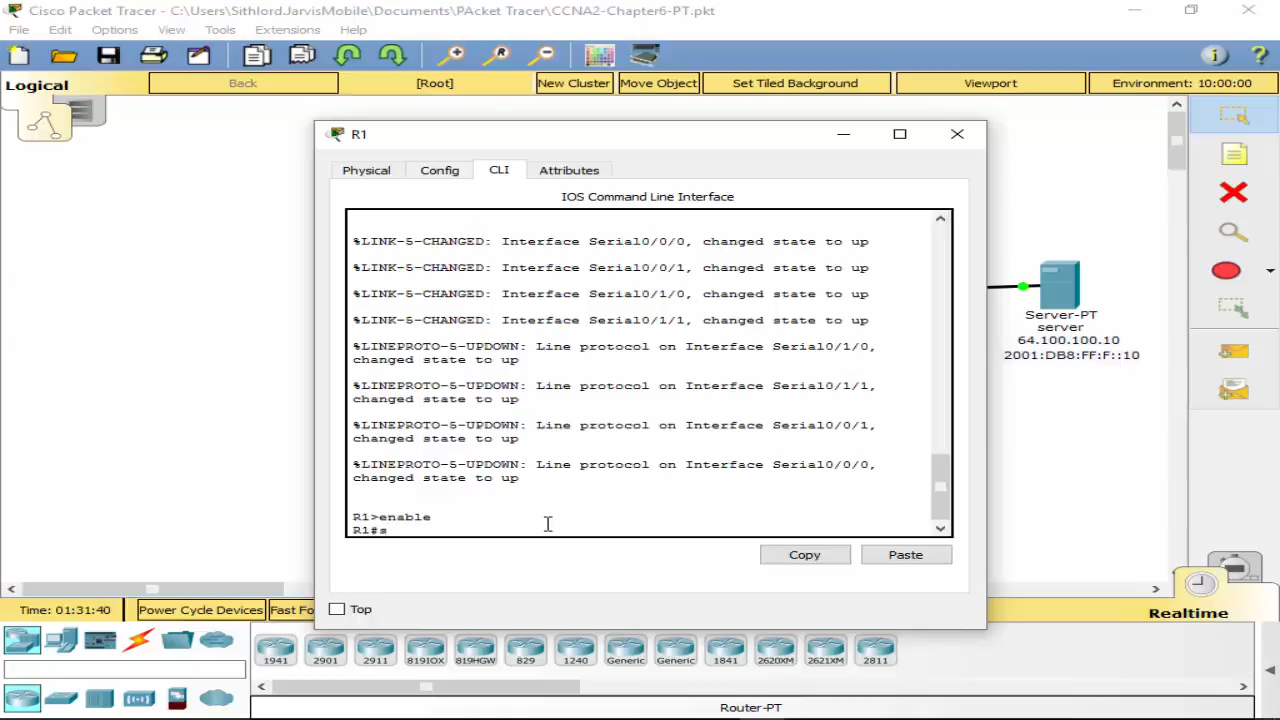 Cisco Packet Tracer - C:\Users\Sithlord.JarvisMobile\Documents\PAcket Tracer\CCNA2-Chapter6-PT.pkt
File Edit Options View Tools Extensions Help
Logical Back [Root] New Cluster Move Object Set Tiled Background Viewport Environment: 10:00:00
R1
Physical Config CLI Attributes
IOS Command Line Interface
%LINK-5-CHANGED: Interface Serial0/0/0, changed state to up
%LINK-5-CHANGED: Interface Serial0/0/1, changed state to up
%LINK-5-CHANGED: Interface Serial0/1/0, changed state to up
%LINK-5-CHANGED: Interface Serial0/1/1, changed state to up
%LINEPROTO-5-UPDOWN: Line protocol on Interface Serial0/1/0,
changed state to up
%LINEPROTO-5-UPDOWN: Line protocol on Interface Serial0/1/1,
changed state to up
%LINEPROTO-5-UPDOWN: Line protocol on Interface Serial0/0/1,
changed state to up
%LINEPROTO-5-UPDOWN: Line protocol on Interface Serial0/0/0,
changed state to up
R1>enable
R1#s
Copy Paste
Top
Server-PT
server
64.100.100.10
2001:DB8:FF:F::10
Time: 01:31:40 Power Cycle Devices Fast Fo
Realtime
1941 2901 2911 819IOX 819HGW 829 1240 Generic Generic 1841 2620XM 2621XM 2811
Router-PT